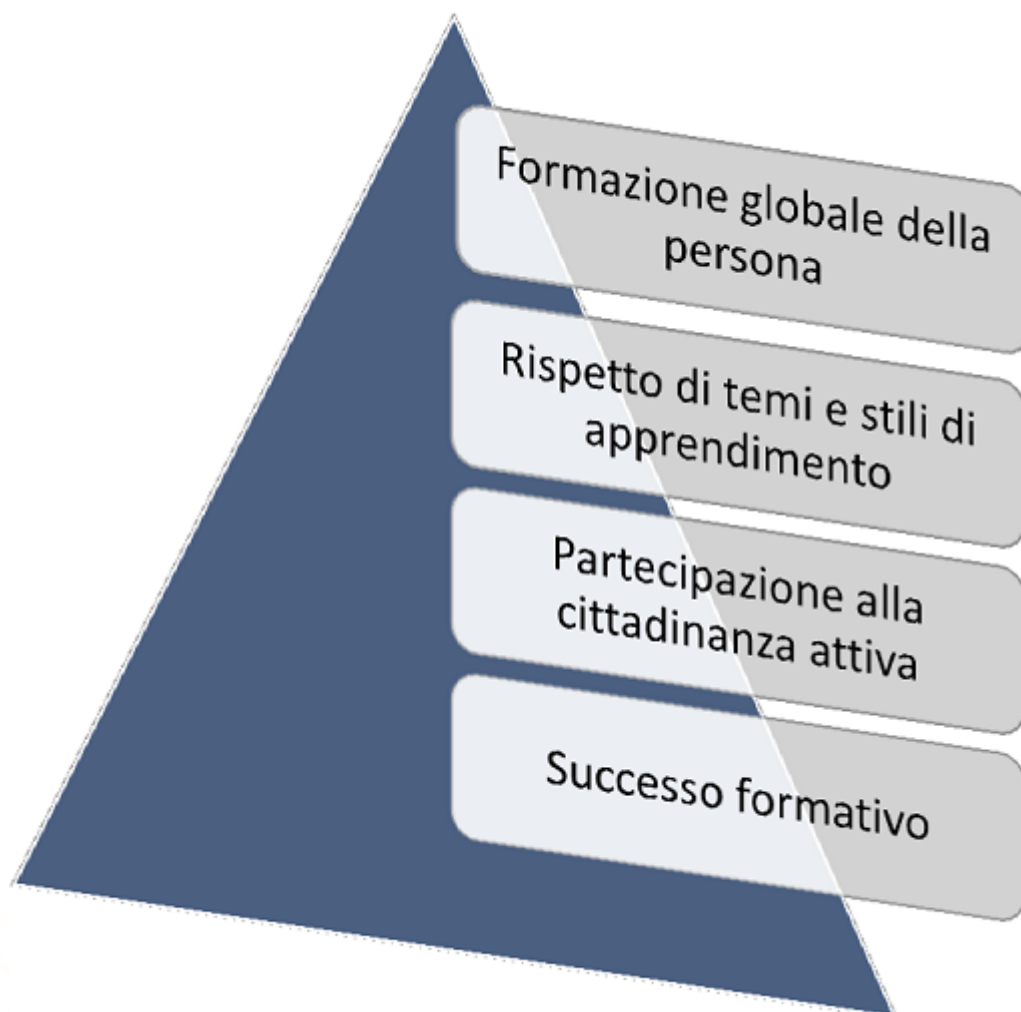 Formazione globale della
persona
Rispetto di temi e stili di
apprendimento
Partecipazione alla
cittadinanza attiva
Successo formativo